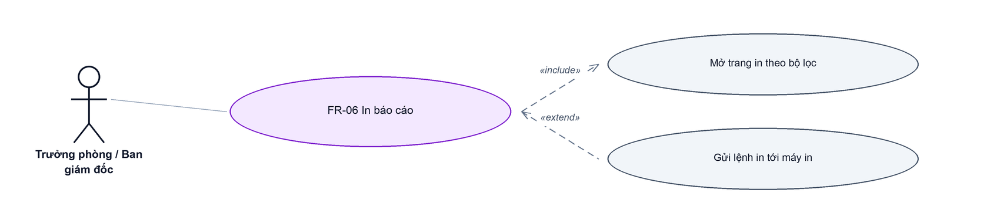 Trưởng phòng / Ban
giám đốc
FR-06 In báo cáo
«include»
«extend»
Mở trang in theo bộ lọc
Gửi lệnh in tới máy in